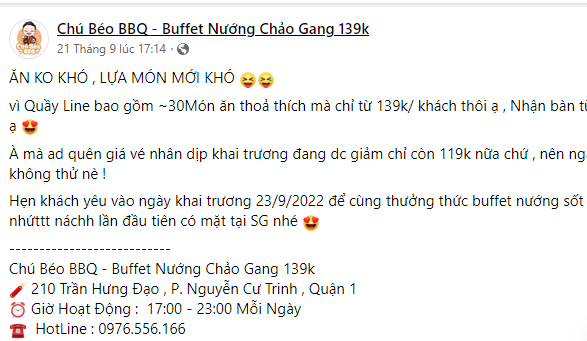 Chú Béo BBQ - Buffet Nướng Chảo Gang 139k
21 Tháng 9 lúc 17:14 ·
ĂN KO KHÓ , LỰA MÓN MỚI KHÓ 😝😝
vì Quầy Line bao gồm ~30Món ăn thoả thích mà chỉ từ 139k/ khách thôi ạ , Nhận bàn
ạ 😍
À mà ad quên giá vé nhân dịp khai trương đang dc giảm chỉ còn 119k nữa chứ , nên
không thử nè !
Hẹn khách yêu vào ngày khai trương 23/9/2022 để cùng thưởng thức buffet nướng sốt
nhứttt náchh lần đầu tiên có mặt tại SG nhé 😍
---------------------------
Chú Béo BBQ - Buffet Nướng Chảo Gang 139k
🧨 210 Trần Hưng Đạo , P. Nguyễn Cư Trinh , Quận 1
⏰ Giờ Hoạt Động : 17:00 - 23:00 Mỗi Ngày
☎️ HotLine : 0976.556.166